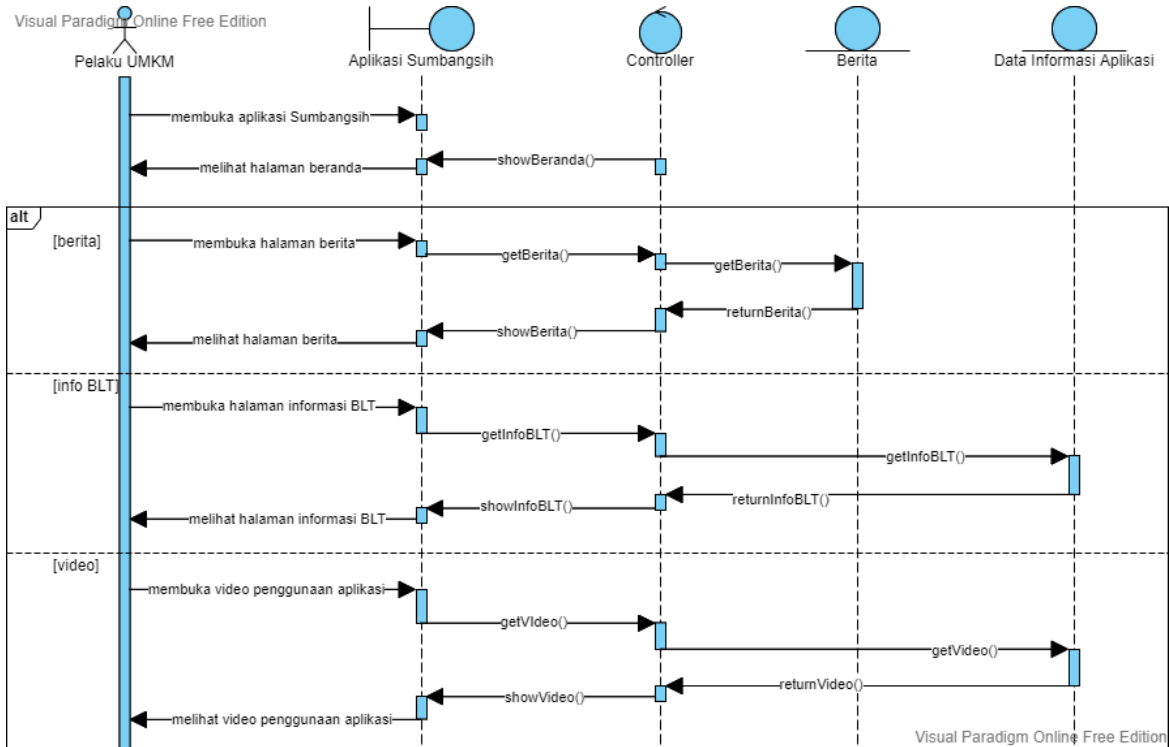 Visual Paradigm Online Free Edition
Pelaku UMKM
Aplikasi Sumbangsih
Controller
Berita
Data Informasi Aplikasi
membuka aplikasi Sumbangsih
showBeranda()
melihat halaman beranda
alt
[berita]
membuka halaman berita
getBerita()
getBerita()
returnBerita()
showBerita()
melihat halaman berita
[info BLT]
membuka halaman informasi BLT
getInfoBLT()
getInfoBLT()
returnInfoBLT()
showInfoBLT()
melihat halaman informasi BLT
[video]
membuka video penggunaan aplikasi
getVIdeo()
getVideo()
returnVideo()
showVideo()
melihat video penggunaan aplikasi
Visual Paradigm Online Free Edition